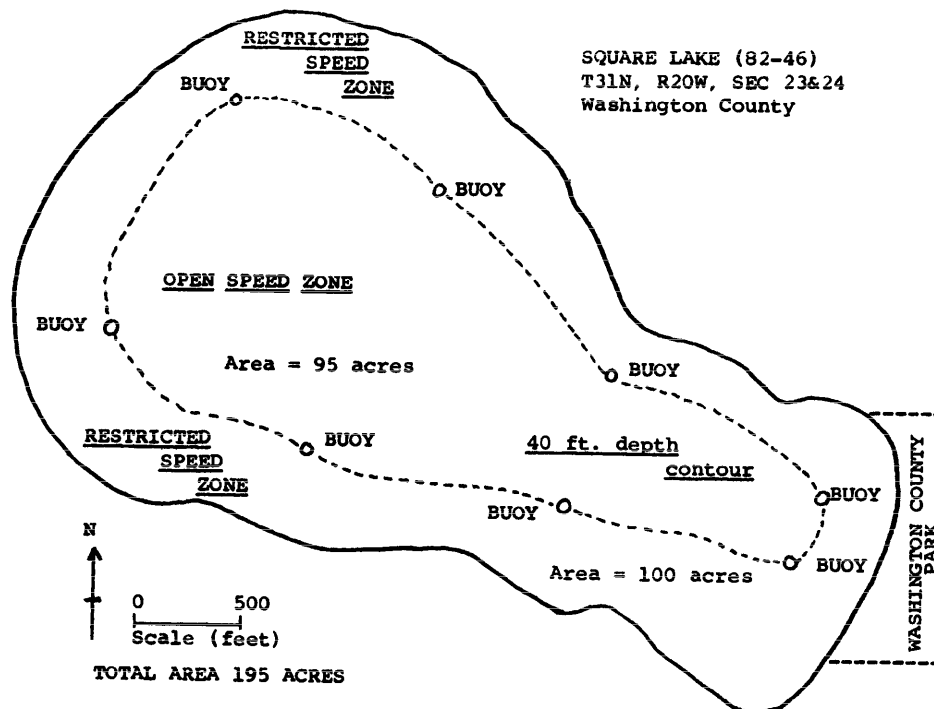 RESTRICTED
SPEED
ZONE
SQUARE LAKE (82-46)
T31N, R20W, SEC 23&24
Washington County
BUOY
BUOY
OPEN SPEED ZONE
BUOY
Area = 95 acres
BUOY
RESTRICTED
SPEED
ZONE
BUOY
40 ft. depth
contour
BUOY
BUOY
BUOY
Area = 100 acres
WASHINGTON COUNTY
PARK
N
0 500
Scale (feet)
TOTAL AREA 195 ACRES